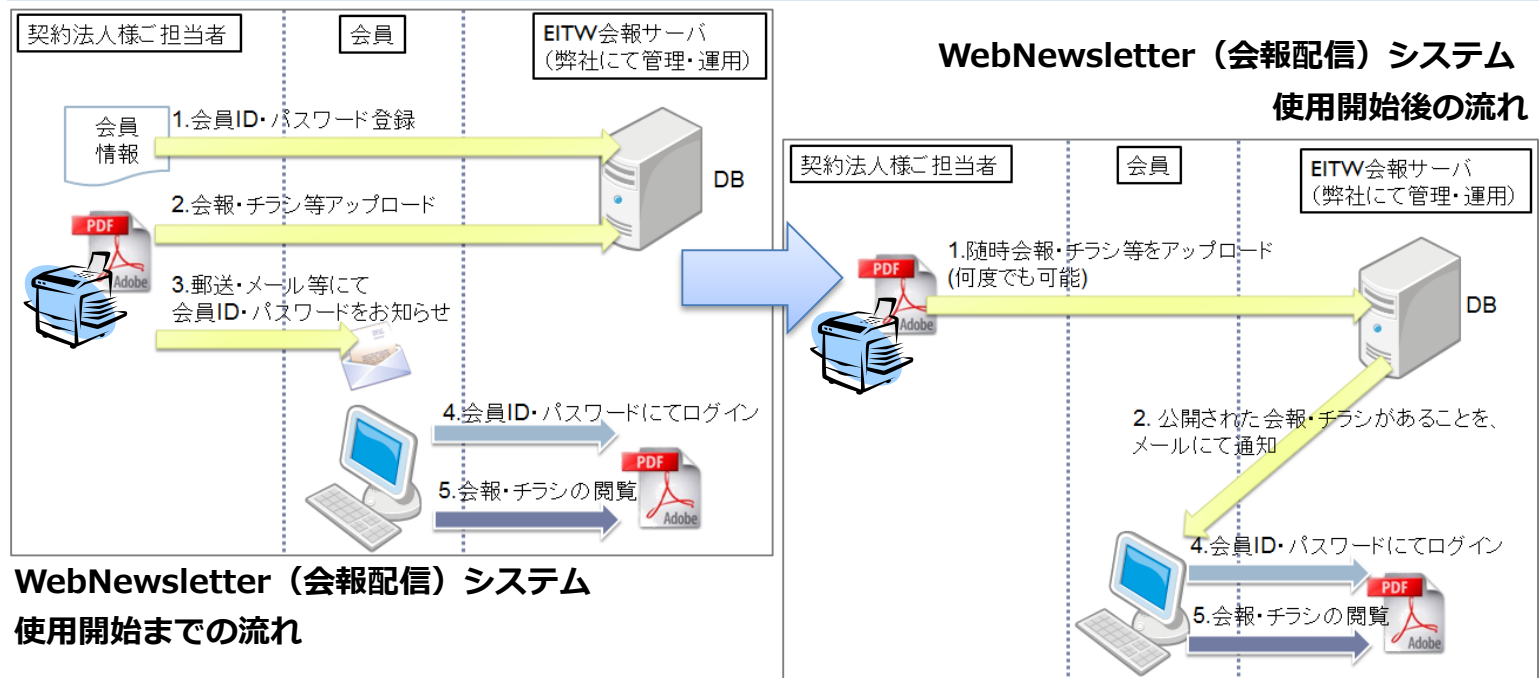 契約法人様ご担当者
会員
EITW会報サーバ
(弊社にて管理・運用)
会員
情報
1.会員ID・パスワード登録
DB
2.会報・チラシ等アップロード
PDF
Adobe
3.郵送・メール等にて
会員ID・パスワードをお知らせ
4.会員ID・パスワードにてログイン
PDF
5.会報・チラシの閲覧
Adobe
WebNewsletter（会報配信）システム
使用開始までの流れ
WebNewsletter（会報配信）システム
使用開始後の流れ
契約法人様ご担当者
会員
EITW会報サーバ
(弊社にて管理・運用)
1.随時会報・チラシ等をアップロード
(何度でも可能)
PDF
Adobe
DB
2. 公開された会報・チラシがあることを、
メールにて通知
4.会員ID・パスワードにてログイン
PDF
5.会報・チラシの閲覧
Adobe